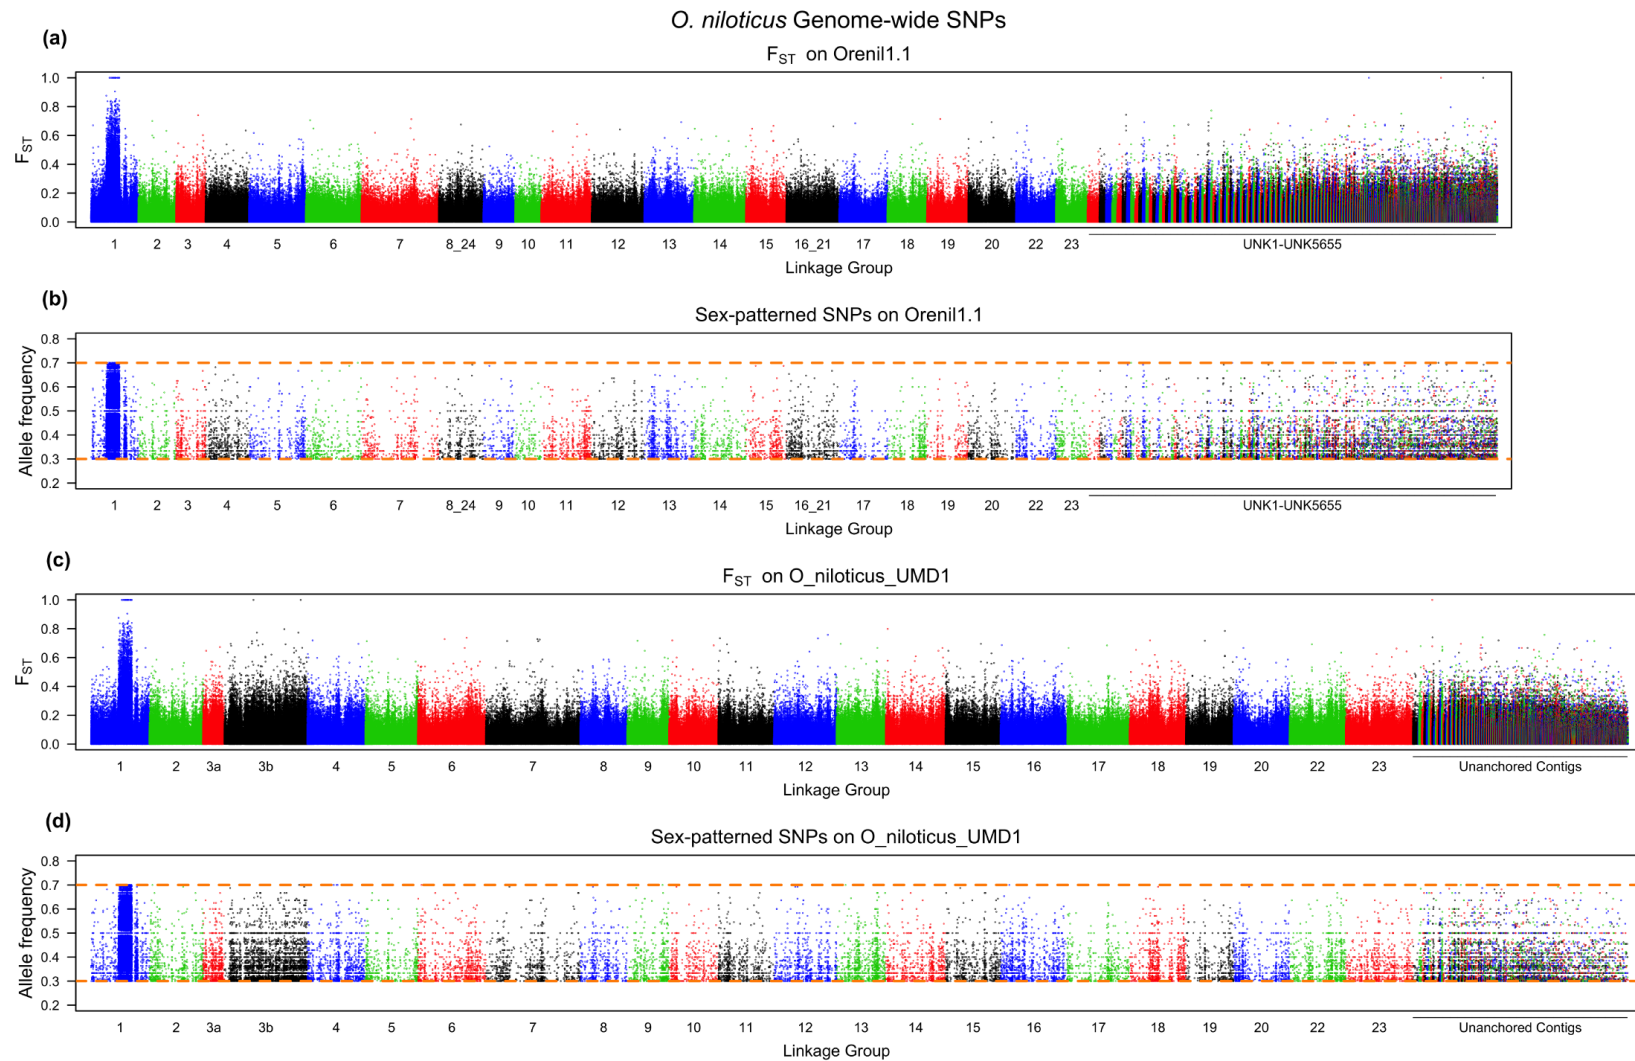 O. niloticus Genome-wide SNPs
(a)
FST on Orenil1.1
FST
1.0
0.8
0.6
0.4
0.2
0.0
1 2 3 4 5 6 7 8_24 9 10 11 12 13 14 15 16_21 17 18 19 20 22 23 UNK1-UNK5655
Linkage Group
(b)
Sex-patterned SNPs on Orenil1.1
Allele frequency
0.8
0.7
0.6
0.5
0.4
0.3
0.2
1 2 3 4 5 6 7 8_24 9 10 11 12 13 14 15 16_21 17 18 19 20 22 23 UNK1-UNK5655
Linkage Group
(c)
FST on O_niloticus_UMD1
FST
1.0
0.8
0.6
0.4
0.2
0.0
1 2 3a 3b 4 5 6 7 8 9 10 11 12 13 14 15 16 17 18 19 20 22 23 Unanchored Contigs
Linkage Group
(d)
Sex-patterned SNPs on O_niloticus_UMD1
Allele frequency
0.8
0.7
0.6
0.5
0.4
0.3
0.2
1 2 3a 3b 4 5 6 7 8 9 10 11 12 13 14 15 16 17 18 19 20 22 23 Unanchored Contigs
Linkage Group